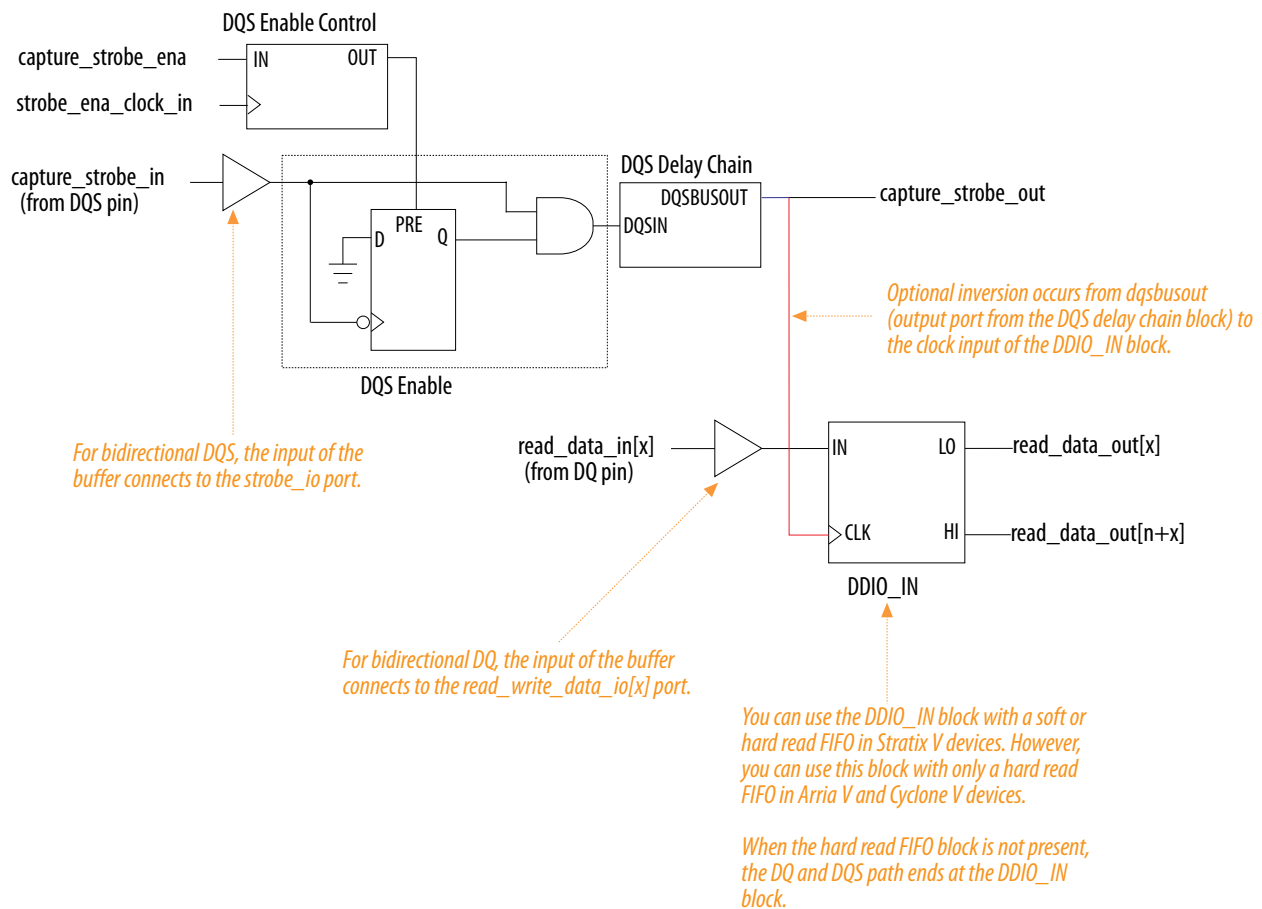 DQS Enable Control
capture_strobe_ena
IN
OUT
strobe_ena_clock_in
capture_strobe_in
(from DQS pin)
DQS Delay Chain
DQSBUSOUT
capture_strobe_out
PRE
D
Q
DQSIN
DQS Enable
Optional inversion occurs from dqsbusout
(output port from the DQS delay chain block) to
the clock input of the DDIO_IN block.
For bidirectional DQS, the input of the
buffer connects to the strobe_io port.
read_data_in[x]
(from DQ pin)
IN
LO
read_data_out[x]
CLK
HI
read_data_out[n+x]
DDIO_IN
For bidirectional DQ, the input of the buffer
connects to the read_write_data_io[x] port.
You can use the DDIO_IN block with a soft or
hard read FIFO in Stratix V devices. However,
you can use this block with only a hard read
FIFO in Arria V and Cyclone V devices.
When the hard read FIFO block is not present,
the DQ and DQS path ends at the DDIO_IN
block.